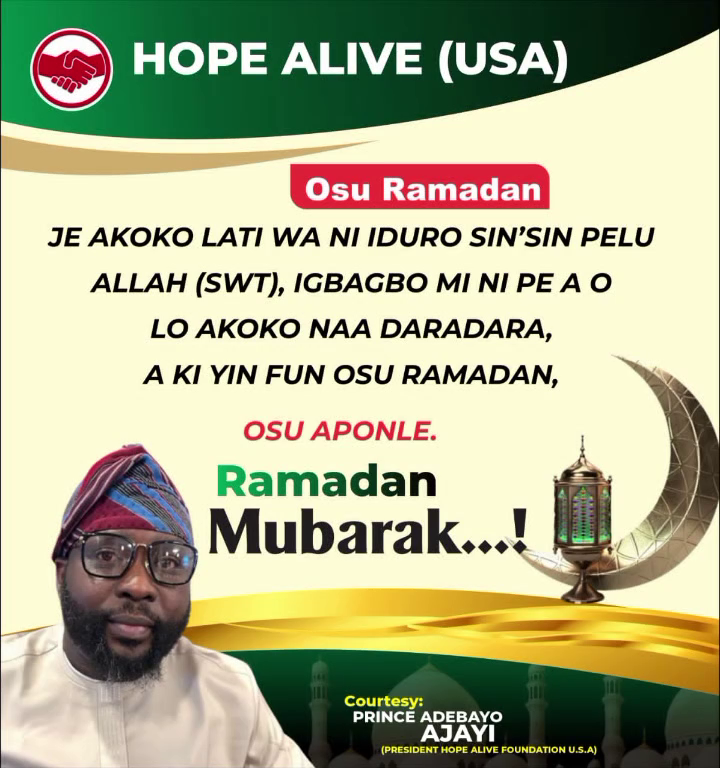 HOPE ALIVE (USA)
Osu Ramadan
JE AKOKO LATI WA NI IDURO SIN'SIN PELU
ALLAH (SWT), IGBAGBO MI NI PE A O
LO AKOKO NAA DARADARA,
A KI YIN FUN OSU RAMADAN,
OSU APONLE.
Ramadan
Mubarak...!
Courtesy:
PRINCE ADEBAYO
AJAYI
(PRESIDENT HOPE ALIVE FOUNDATION U.S.A)